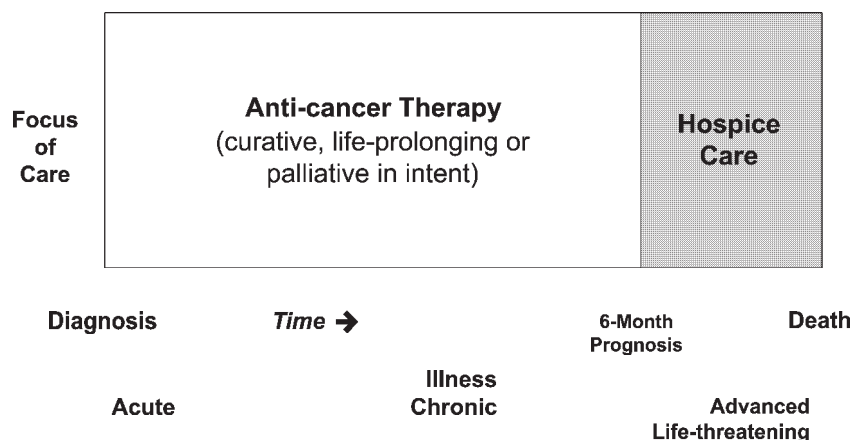 Focus
of
Care
Anti-cancer Therapy
(curative, life-prolonging or
palliative in intent)
Hospice
Care
Diagnosis
Time →
6-Month
Prognosis
Death
Illness
Acute
Chronic
Advanced
Life-threatening